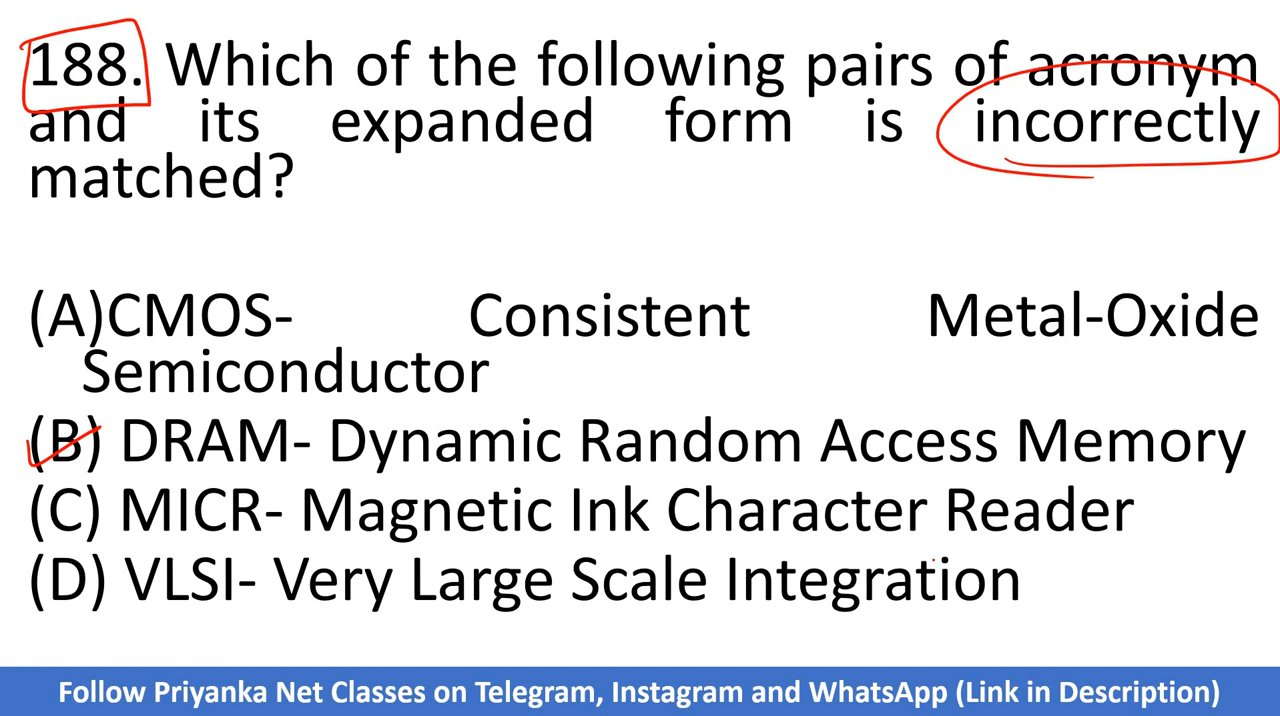 188. Which of the following pairs of acronym
and its expanded form is incorrectly
matched?
(A)CMOS- Consistent Metal-Oxide
Semiconductor
(B) DRAM- Dynamic Random Access Memory
(C) MICR- Magnetic Ink Character Reader
(D) VLSI- Very Large Scale Integration
Follow Priyanka Net Classes on Telegram, Instagram and WhatsApp (Link in Description)